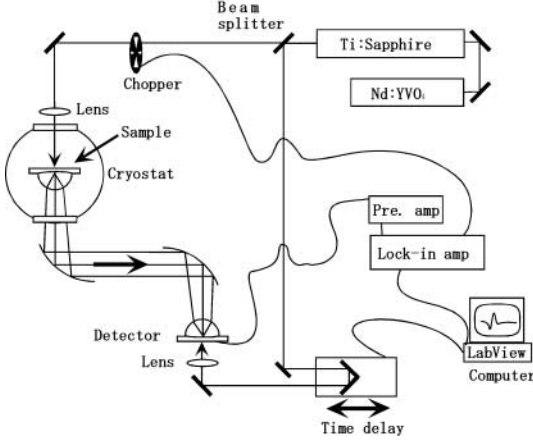 Beam
splitter
Ti:Sapphire
Chopper
Nd:YVO₄
Lens
Sample
Cryostat
Pre. amp
Lock-in amp
Detector
LabView
Lens
Computer
Time delay